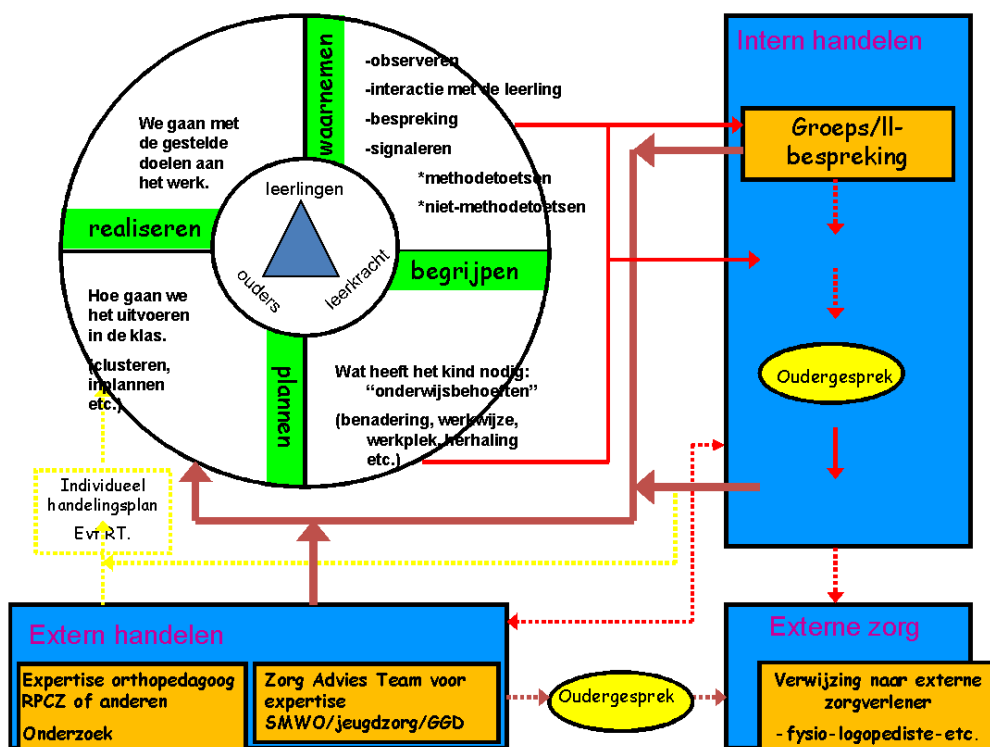 waarnemen
-observeren
-interactie met de leerling
-bespreking
-signaleren
*methodetoetsen
*niet-methodetoetsen
We gaan met
de gestelde
doelen aan
het werk.
realiseren
leerlingen
ouders
leerkracht
begrijpen
Hoe gaan we
het uitvoeren
in de klas.
(clusteren,
inplannen
etc.)
plannen
Wat heeft het kind nodig:
“onderwijsbehoeften”
(benadering, werkwijze,
werkplek, herhaling
etc.)
Individueel
handelingsplan
Evt RT.
Intern handelen
Groeps/ll-
bespreking
Oudergesprek
Extern handelen
Expertise orthopedagoog
RPCZ of anderen
Onderzoek
Zorg Advies Team voor
expertise
SMWO/jeugdzorg/GGD
Oudergesprek
Externe zorg
Verwijzing naar externe
zorgverlener
-fysio-logopediste-etc.